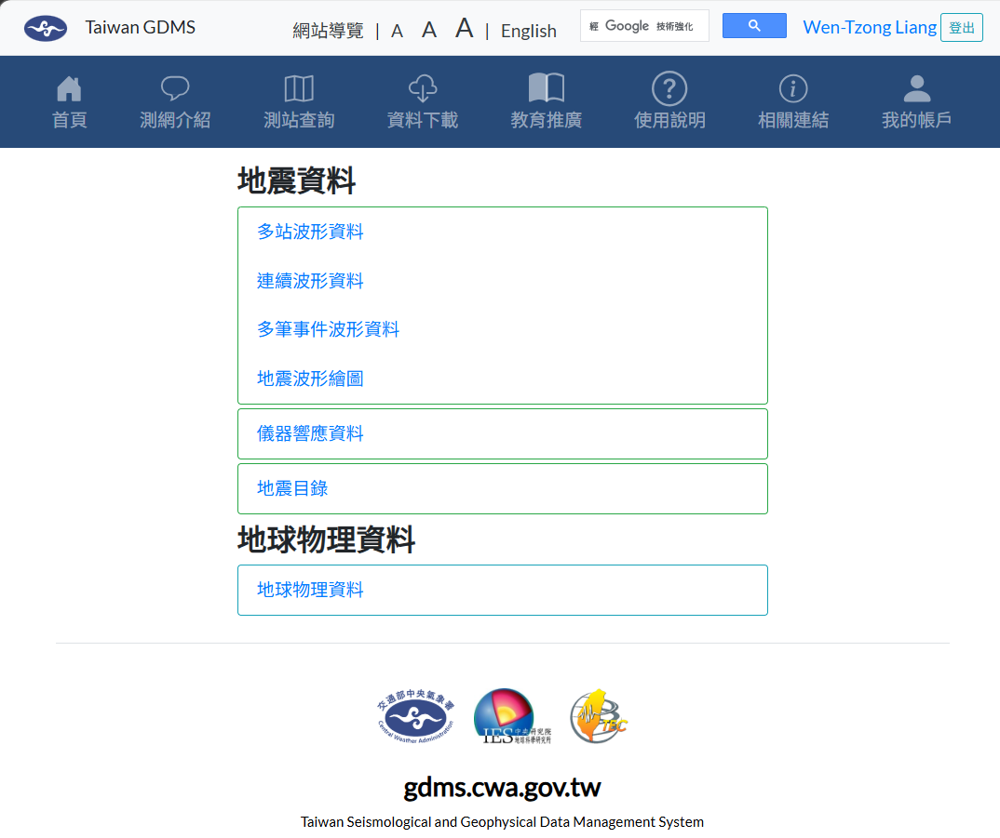 Taiwan GDMS
網站導覽 | A A A | English
經 Google 技術強化
Wen-Tzong Liang 登出
首頁 測網介紹 測站查詢 資料下載 教育推廣 使用說明 相關連結 我的帳戶
地震資料
多站波形資料
連續波形資料
多筆事件波形資料
地震波形繪圖
儀器響應資料
地震目錄
地球物理資料
地球物理資料
交通部中央氣象署
Central Weather Administration
IES 中央研究院
地球科學研究所
TEC
gdms.cwa.gov.tw
Taiwan Seismological and Geophysical Data Management System